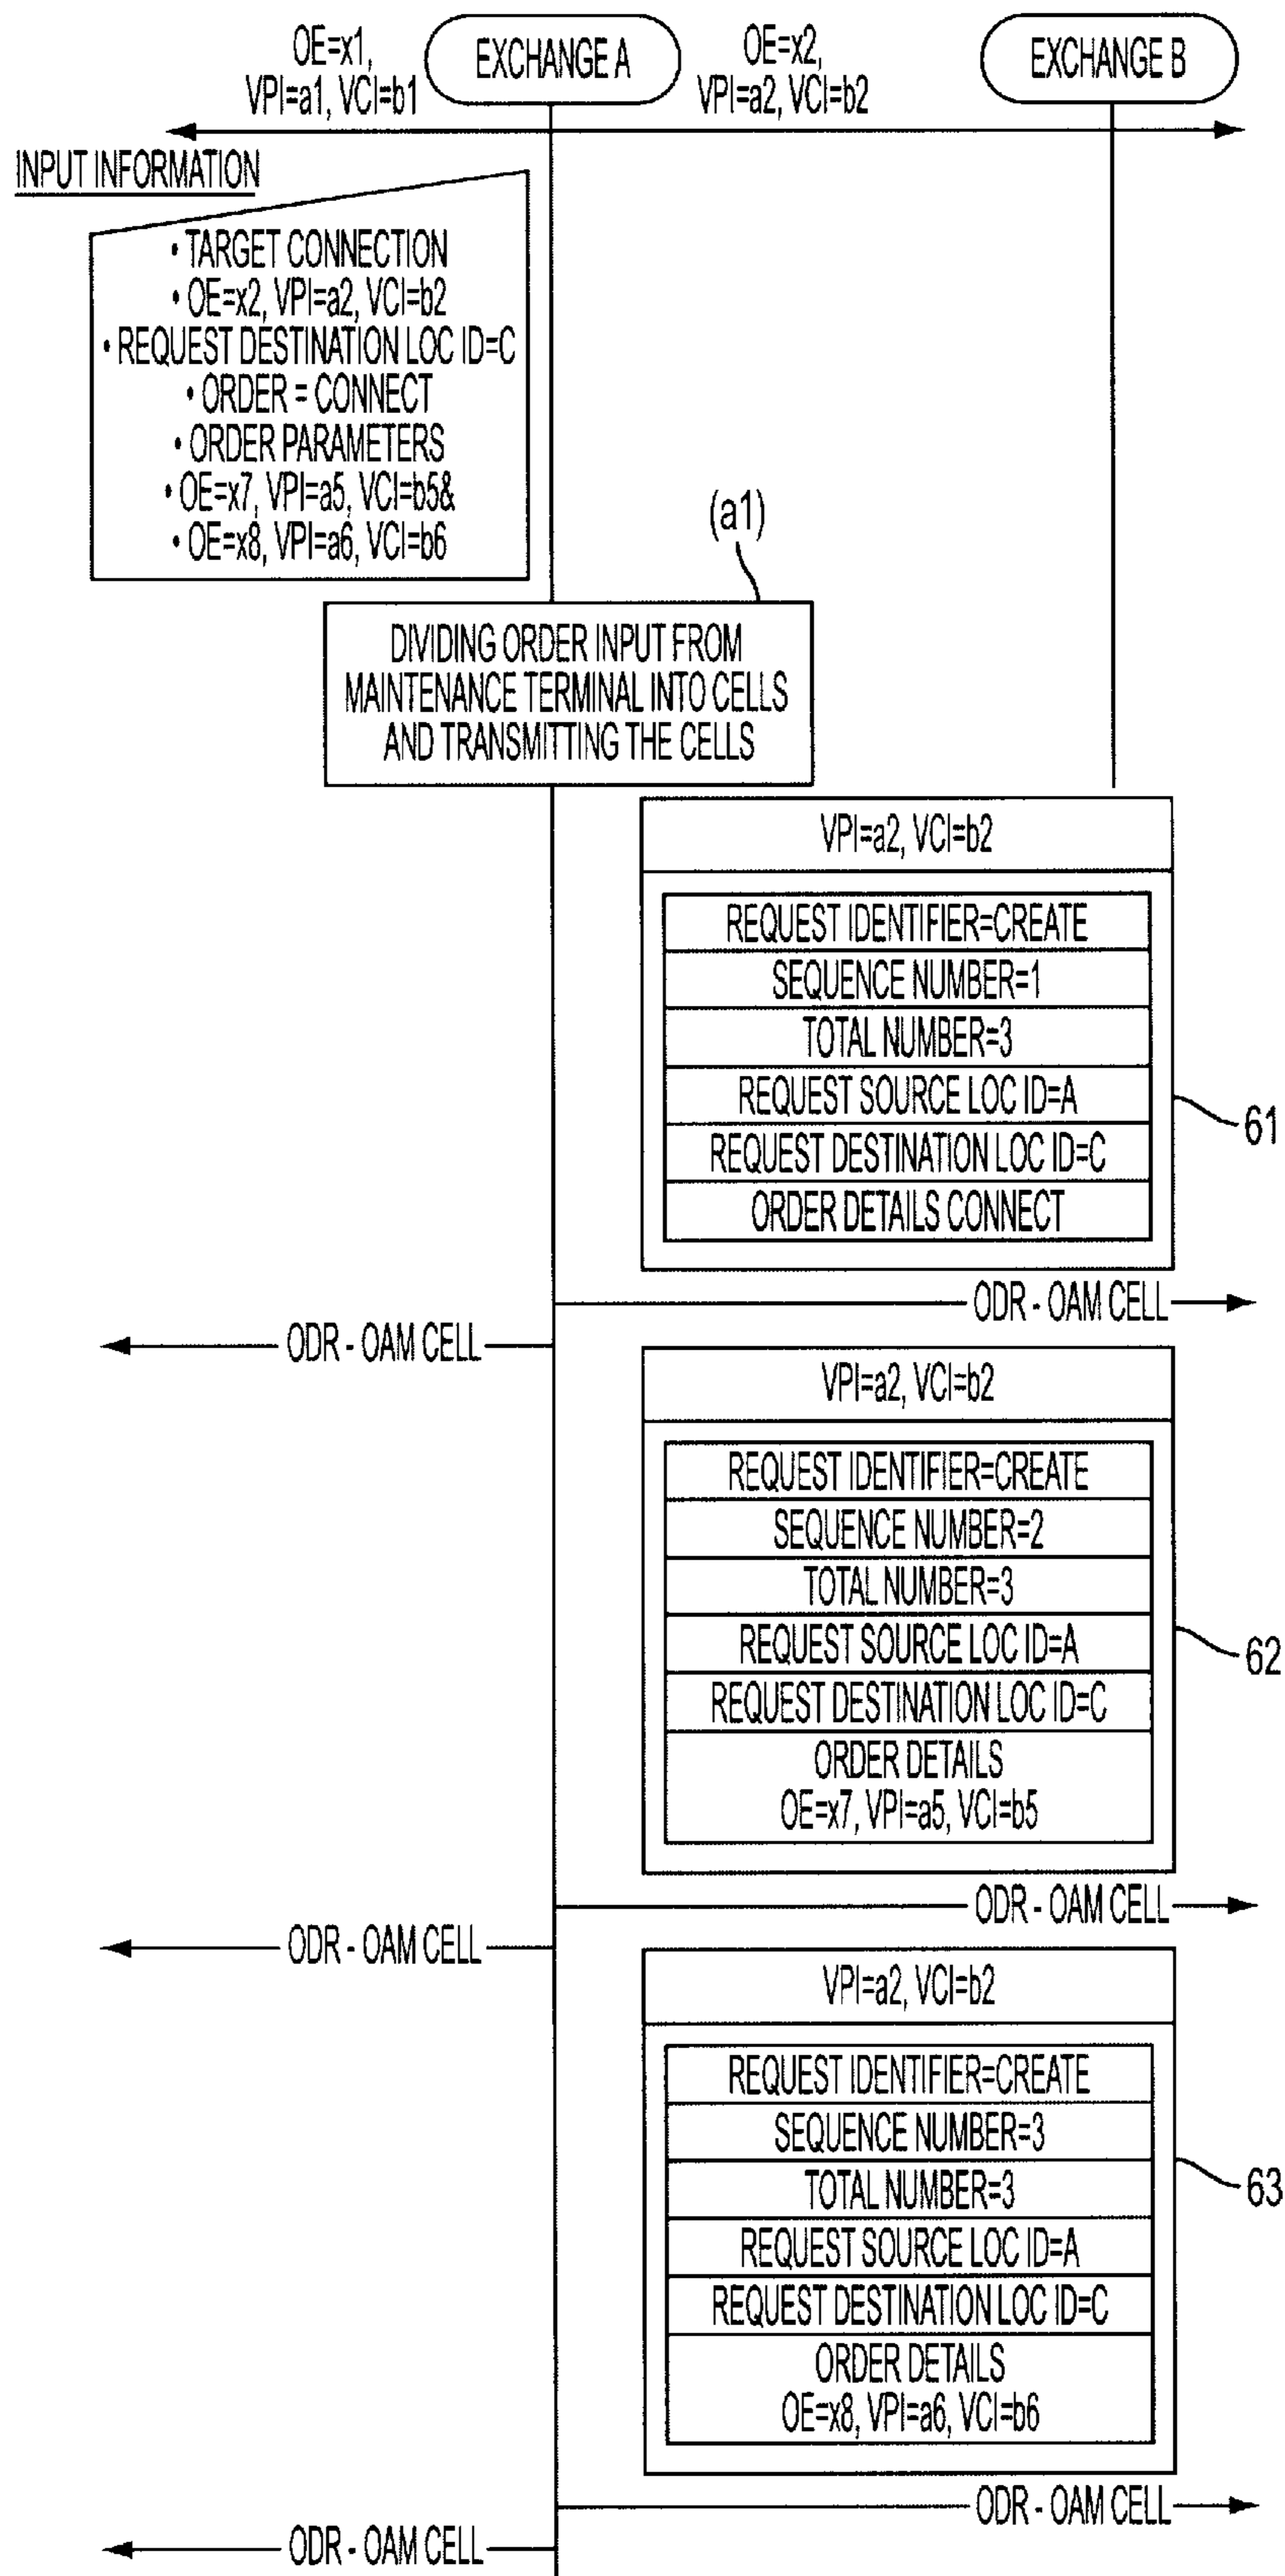 OE=x1,
VPI=a1, VCI=b1
EXCHANGE A
OE=x2,
VPI=a2, VCI=b2
EXCHANGE B
INPUT INFORMATION
• TARGET CONNECTION
• OE=x2, VPI=a2, VCI=b2
• REQUEST DESTINATION LOC ID=C
• ORDER = CONNECT
• ORDER PARAMETERS
• OE=x7, VPI=a5, VCI=b5&
• OE=x8, VPI=a6, VCI=b6
(a1)
DIVIDING ORDER INPUT FROM
MAINTENANCE TERMINAL INTO CELLS
AND TRANSMITTING THE CELLS
VPI=a2, VCI=b2
REQUEST IDENTIFIER=CREATE
SEQUENCE NUMBER=1
TOTAL NUMBER=3
REQUEST SOURCE LOC ID=A
REQUEST DESTINATION LOC ID=C
ORDER DETAILS CONNECT
61
ODR - OAM CELL
ODR - OAM CELL
VPI=a2, VCI=b2
REQUEST IDENTIFIER=CREATE
SEQUENCE NUMBER=2
TOTAL NUMBER=3
REQUEST SOURCE LOC ID=A
REQUEST DESTINATION LOC ID=C
ORDER DETAILS
OE=x7, VPI=a5, VCI=b5
62
ODR - OAM CELL
ODR - OAM CELL
VPI=a2, VCI=b2
REQUEST IDENTIFIER=CREATE
SEQUENCE NUMBER=3
TOTAL NUMBER=3
REQUEST SOURCE LOC ID=A
REQUEST DESTINATION LOC ID=C
ORDER DETAILS
OE=x8, VPI=a6, VCI=b6
63
ODR - OAM CELL
ODR - OAM CELL